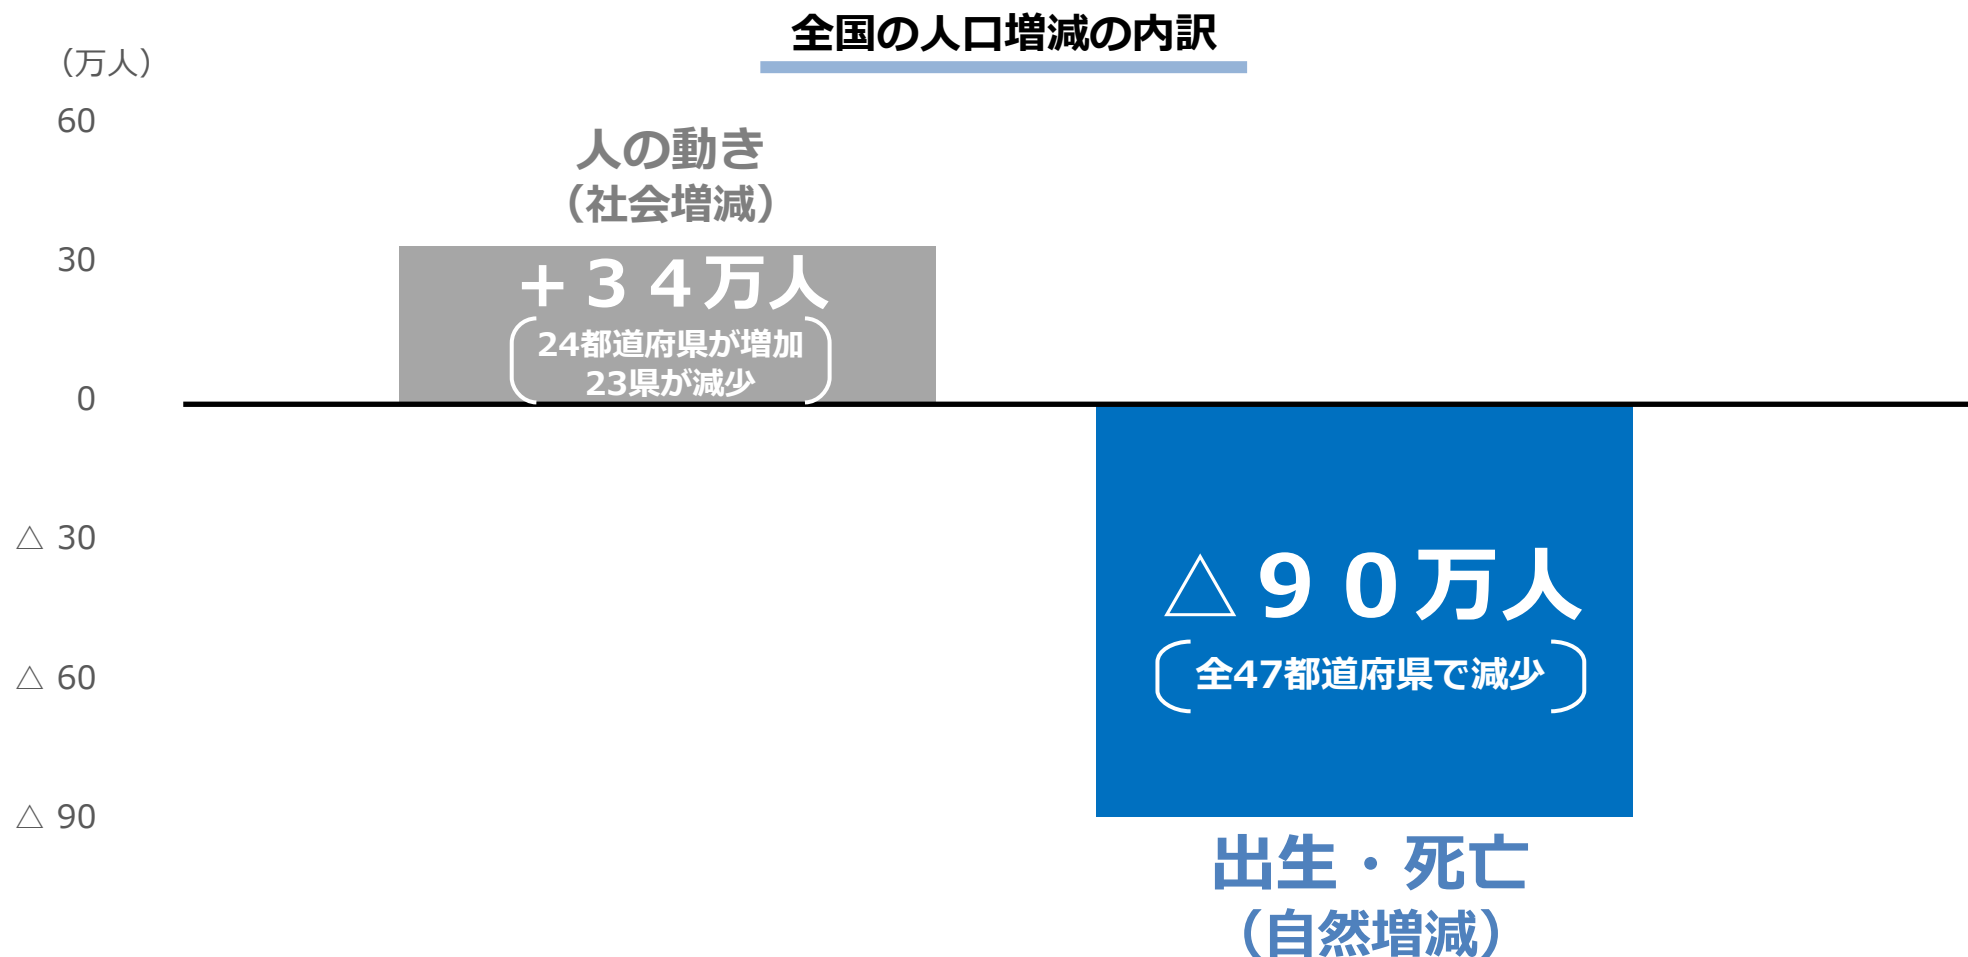 全国の人口増減の内訳
（万人）
60
30
0
△ 30
△ 60
△ 90
人の動き
（社会増減）
＋３４万人
24都道府県が増加
23県が減少
△９０万人
全47都道府県で減少
出生・死亡
（自然増減）